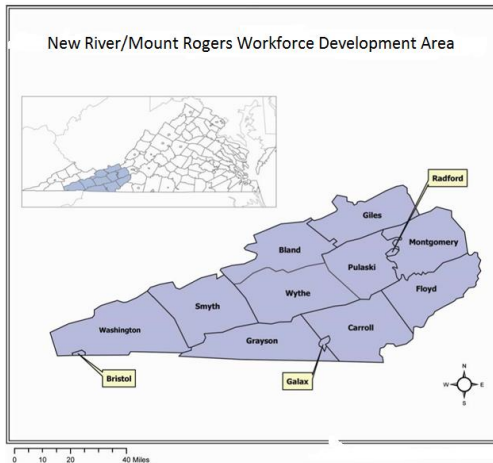 New River/Mount Rogers Workforce Development Area
Radford
Giles
Montgomery
Bland
Pulaski
Floyd
Wythe
Smyth
Washington
Carroll
Grayson
Bristol
Galax
N
W E
S
0 10 20 40 Miles